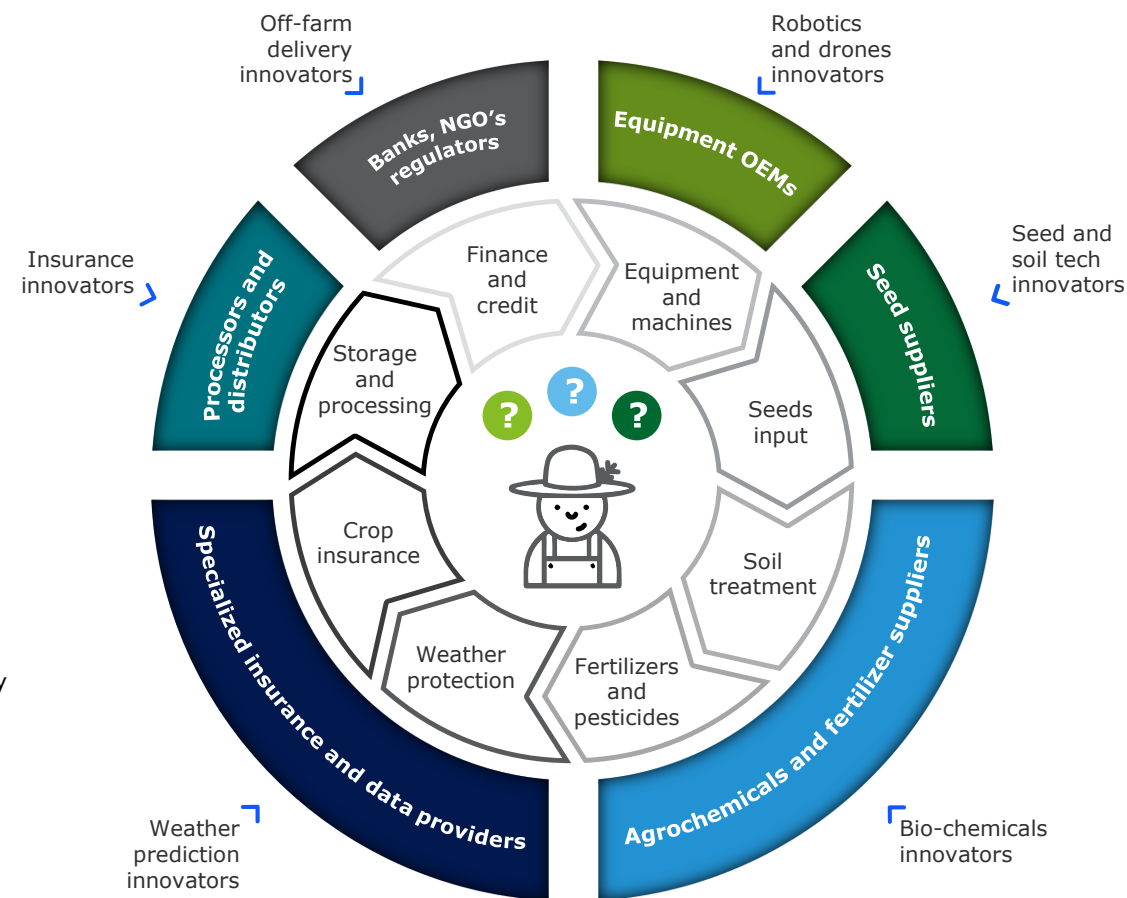 Off-farm
delivery
innovators
Robotics
and drones
innovators
Banks, NGO's
regulators
Equipment OEMs
Insurance
innovators
Processors and
distributors
Finance
and
credit
Equipment
and
machines
Seed suppliers
Seed and
soil tech
innovators
Storage
and
processing
? ? ?
Seeds
input
Crop
insurance
Soil
treatment
Weather
protection
Fertilizers
and
pesticides
Specialized insurance and data providers
Agrochemicals and fertilizer suppliers
y
Weather
prediction
innovators
Bio-chemicals
innovators